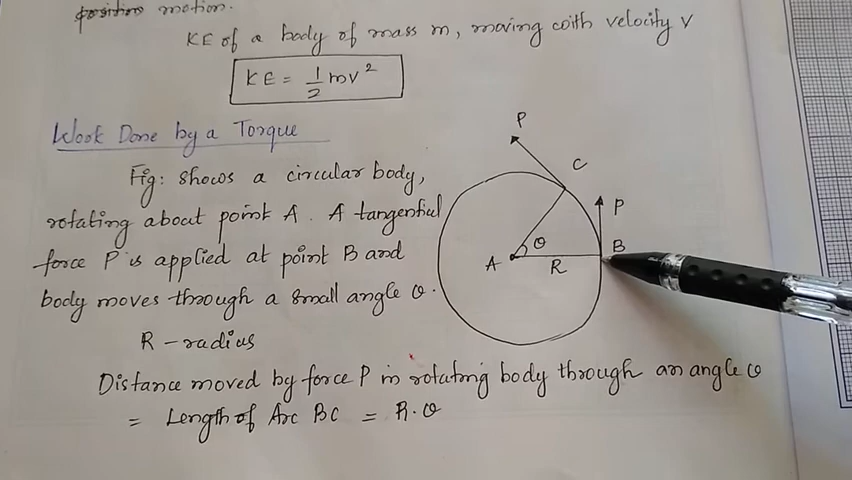 position motion.
KE of a body of mass m, moving with velocity v
KE = 1/2 mv²
Work Done by a Torque
Fig: shows a circular body,
rotating about point A. A tangential
force P is applied at point B and
body moves through a small angle θ.
R - radius
P
C
P
B
θ
A
R
Distance moved by force P in rotating body through an angle θ
= Length of Arc BC = R.θ